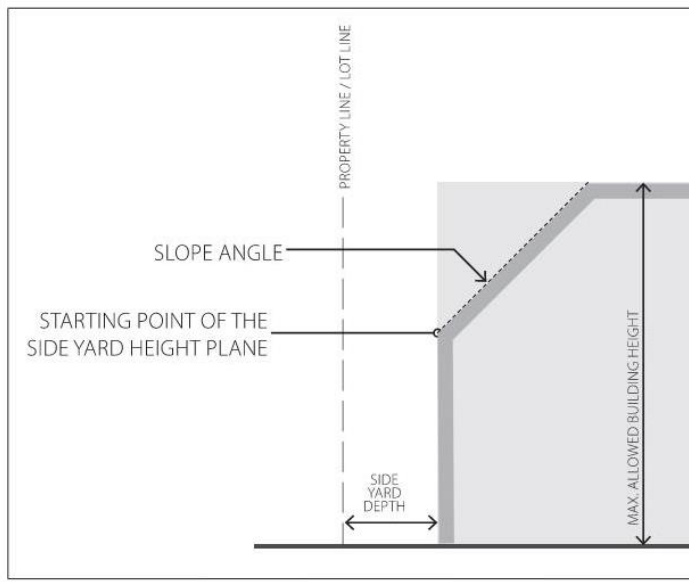 PROPERTY LINE / LOT LINE
SLOPE ANGLE
STARTING POINT OF THE
SIDE YARD HEIGHT PLANE
SIDE
YARD
DEPTH
MAX. ALLOWED BUILDING HEIGHT